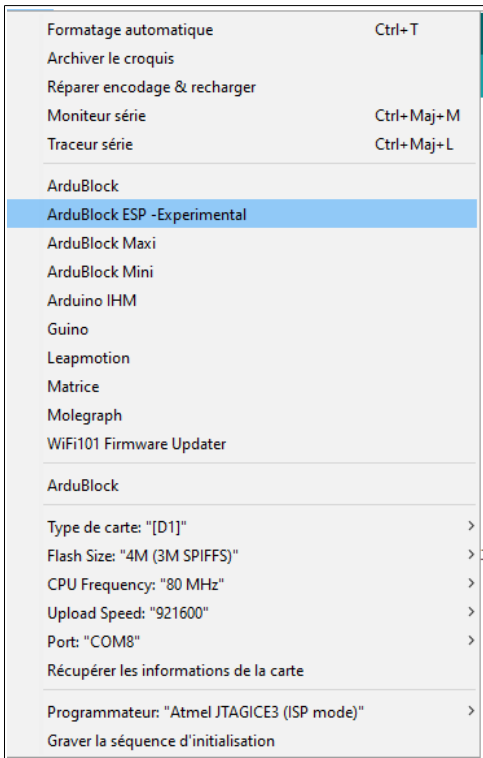 Formatage automatique Ctrl+T
Archiver le croquis
Réparer encodage & recharger
Moniteur série Ctrl+Maj+M
Traceur série Ctrl+Maj+L
ArduBlock
ArduBlock ESP -Experimental
ArduBlock Maxi
ArduBlock Mini
Arduino IHM
Guino
Leapmotion
Matrice
Molegraph
WiFi101 Firmware Updater
ArduBlock
Type de carte: "[D1]"
Flash Size: "4M (3M SPIFFS)"
CPU Frequency: "80 MHz"
Upload Speed: "921600"
Port: "COM8"
Récupérer les informations de la carte
Programmateur: "Atmel JTAGICE3 (ISP mode)"
Graver la séquence d'initialisation